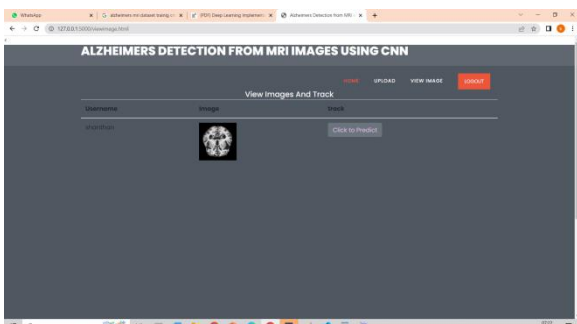 WhatsApp
alzheimers mri dataset
(PDF) Deep Learning Implement
Alzheimers Detection From MRI
127.0.0.1:5000/viewimage.html
ALZHEIMERS DETECTION FROM MRI IMAGES USING CNN
HOME UPLOAD VIEW IMAGE LOGOUT
View Images And Track
Username Image track
Click to Predict